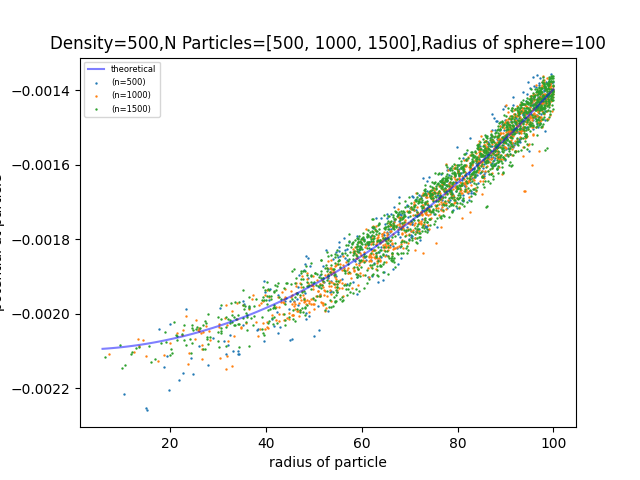 Density=500,N Particles=[500, 1000, 1500],Radius of sphere=100
theoretical
(n=500)
(n=1000)
(n=1500)
−0.0014
−0.0016
−0.0018
−0.0020
−0.0022
20
40
60
80
100
radius of particle